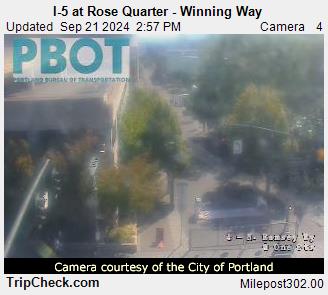 I-5 at Rose Quarter - Winning Way
Updated Sep 21 2024 2:57 PM Camera 4
PBOT
PORTLAND BUREAU OF TRANSPORTATION
Camera courtesy of the City of Portland
TripCheck.com Milepost302.00